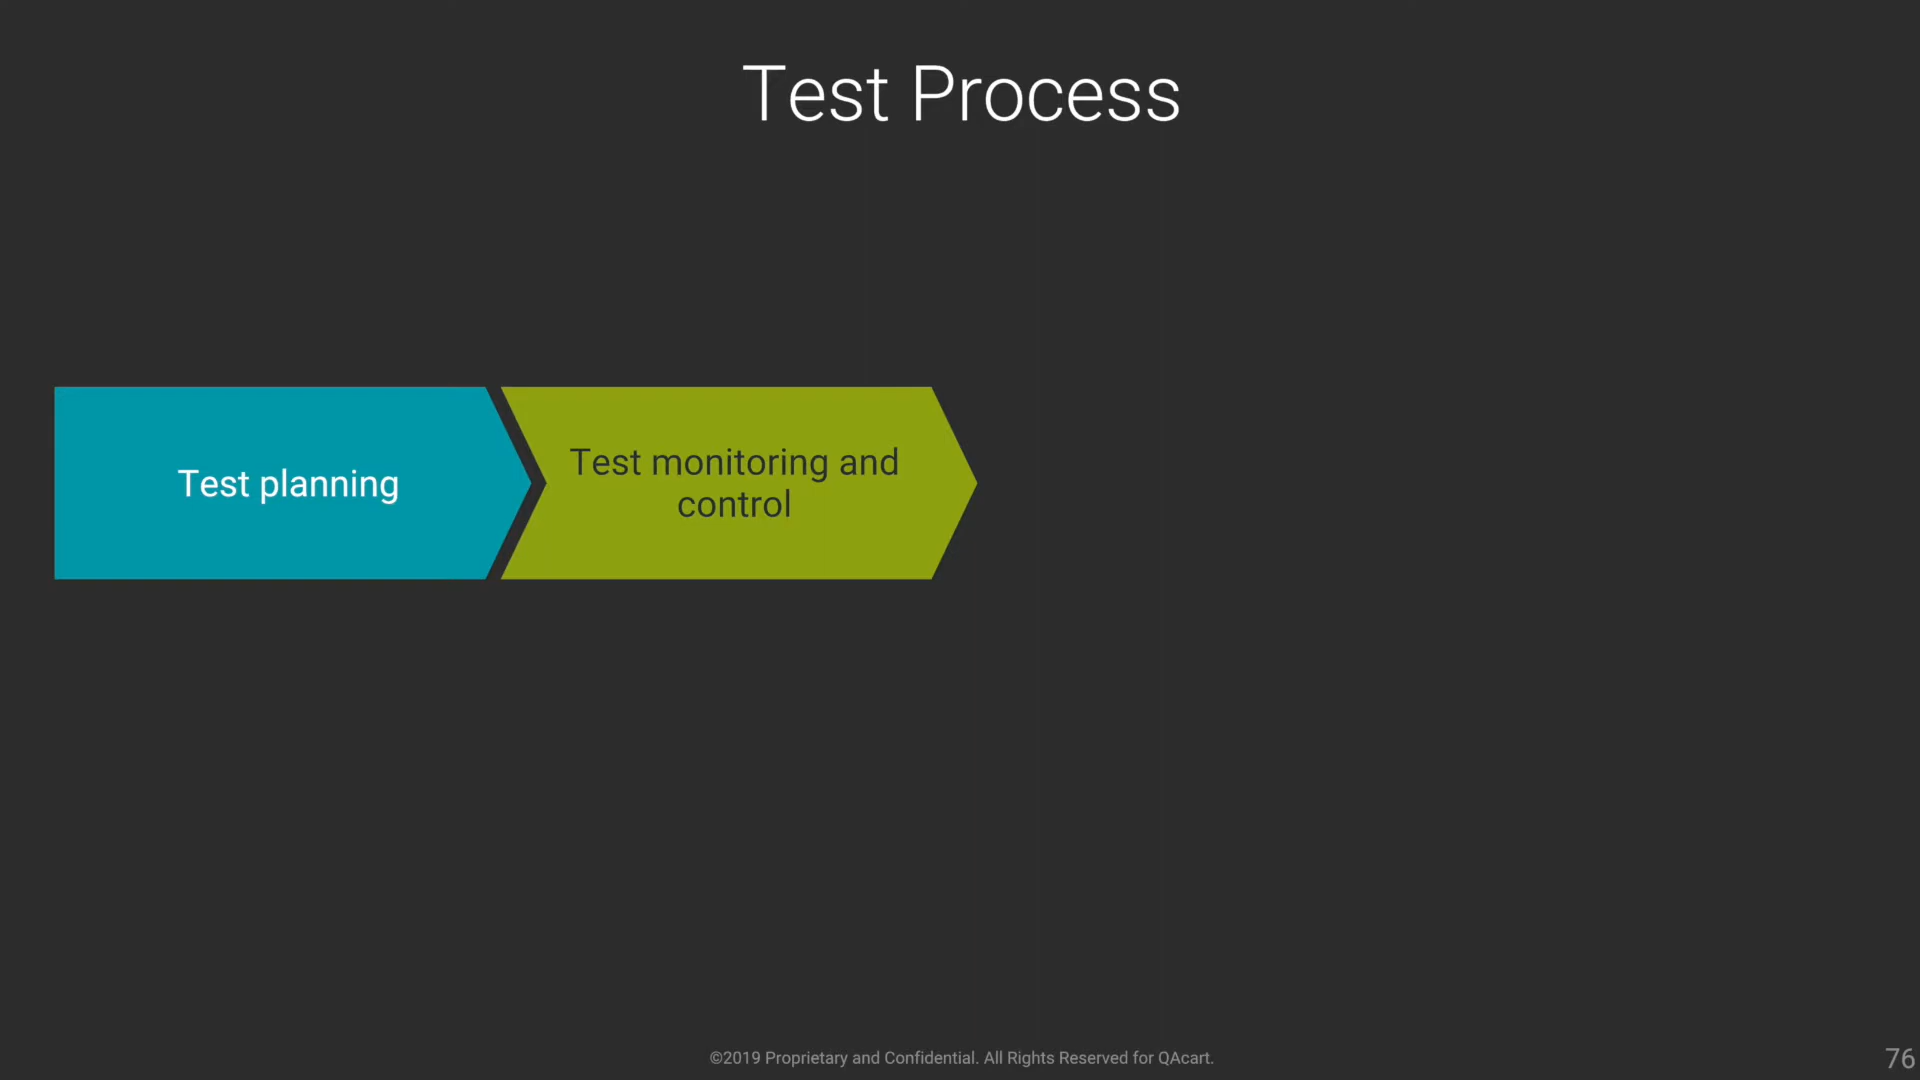 Test Process
Test planning
Test monitoring and
control
©2019 Proprietary and Confidential. All Rights Reserved for QAcart.
76